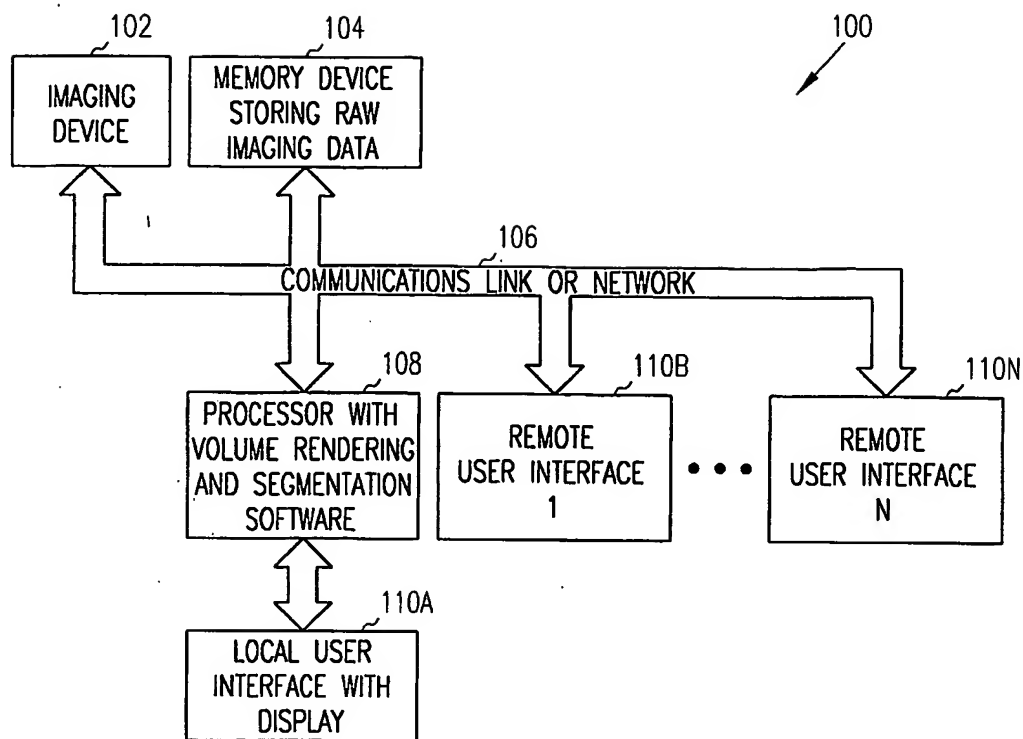 102
104
100
IMAGING
DEVICE
MEMORY DEVICE
STORING RAW
IMAGING DATA
106
COMMUNICATIONS LINK OR NETWORK
108
110B
110N
PROCESSOR WITH
VOLUME RENDERING
AND SEGMENTATION
SOFTWARE
REMOTE
USER INTERFACE
1
REMOTE
USER INTERFACE
N
110A
LOCAL USER
INTERFACE WITH
DISPLAY